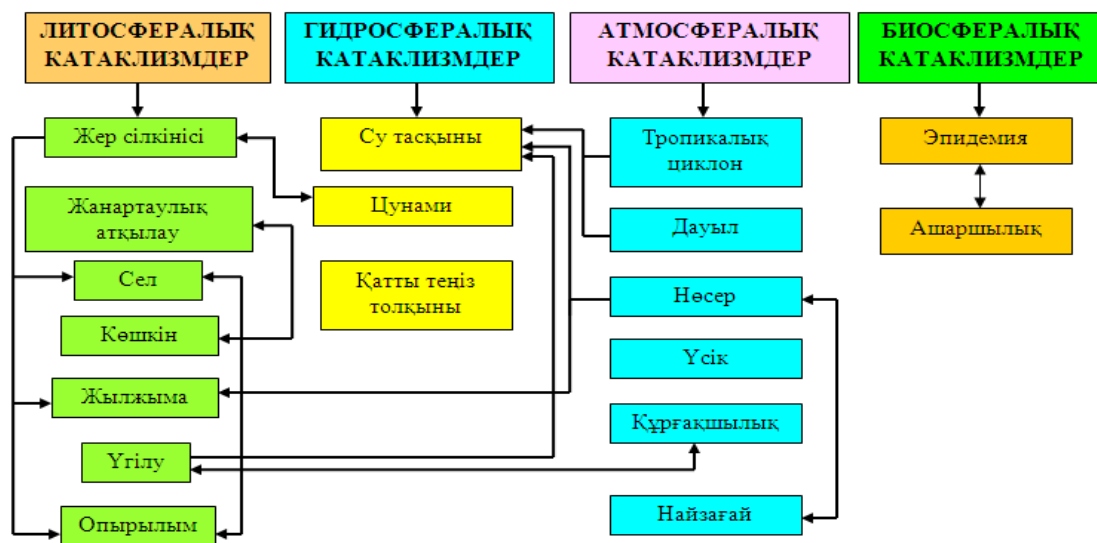 ЛИТОСФЕРАЛЫҚ
КАТАКЛИЗМДЕР
ГИДРОСФЕРАЛЫҚ
КАТАКЛИЗМДЕР
АТМОСФЕРАЛЫҚ
КАТАКЛИЗМДЕР
БИОСФЕРАЛЫҚ
КАТАКЛИЗМДЕР
Жер сілкінісі
Жанартаулық
атқылау
Сел
Көшкін
Жылжыма
Үгілу
Опырылым
Су тасқыны
Цунами
Қатты теңіз
толқыны
Тропикалық
циклон
Дауыл
Нөсер
Үсік
Құрғақшылық
Найзағай
Эпидемия
Ашаршылық